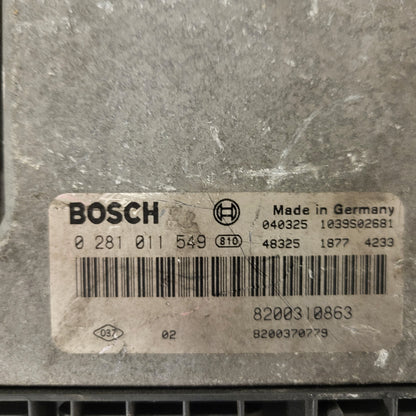 BOSCH
Made in Germany
040325 1039S02681
0 281 011 549 810 48325 1877 4233
8200310863
037 02 8200370779